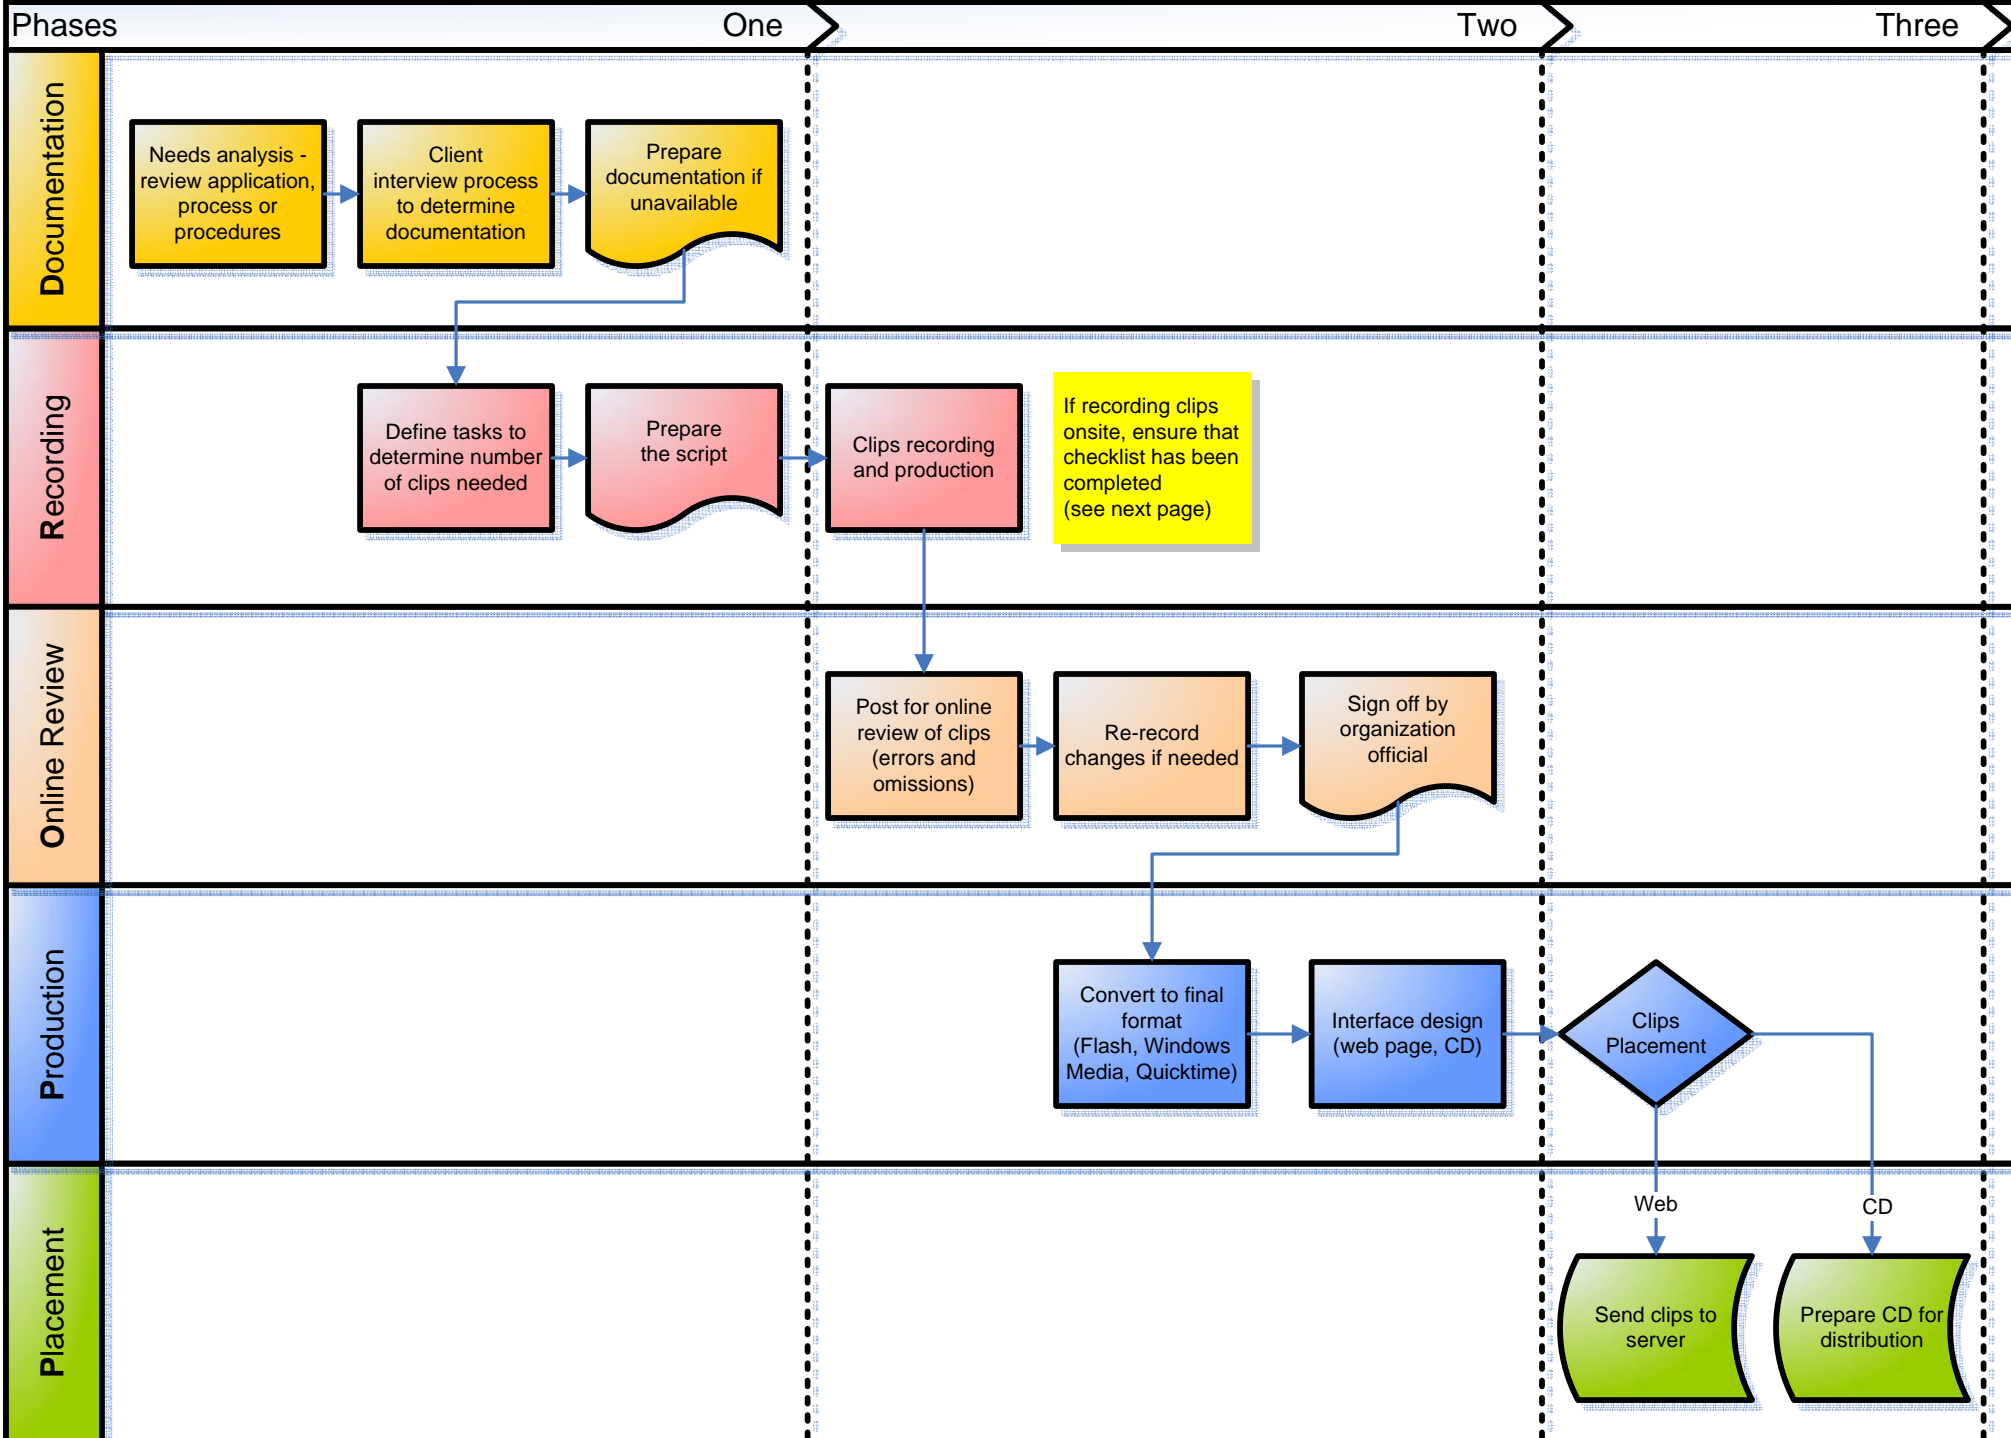 Phases
One
Two
Three
Documentation
Needs analysis -
review application,
process or
procedures
Client
interview process
to determine
documentation
Prepare
documentation if
unavailable
Recording
Define tasks to
determine number
of clips needed
Prepare
the script
Clips recording
and production
If recording clips
onsite, ensure that
checklist has been
completed
(see next page)
Online Review
Post for online
review of clips
(errors and
omissions)
Re-record
changes if needed
Sign off by
organization
official
Production
Convert to final
format
(Flash, Windows
Media, Quicktime)
Interface design
(web page, CD)
Clips
Placement
Web
CD
Placement
Send clips to
server
Prepare CD for
distribution